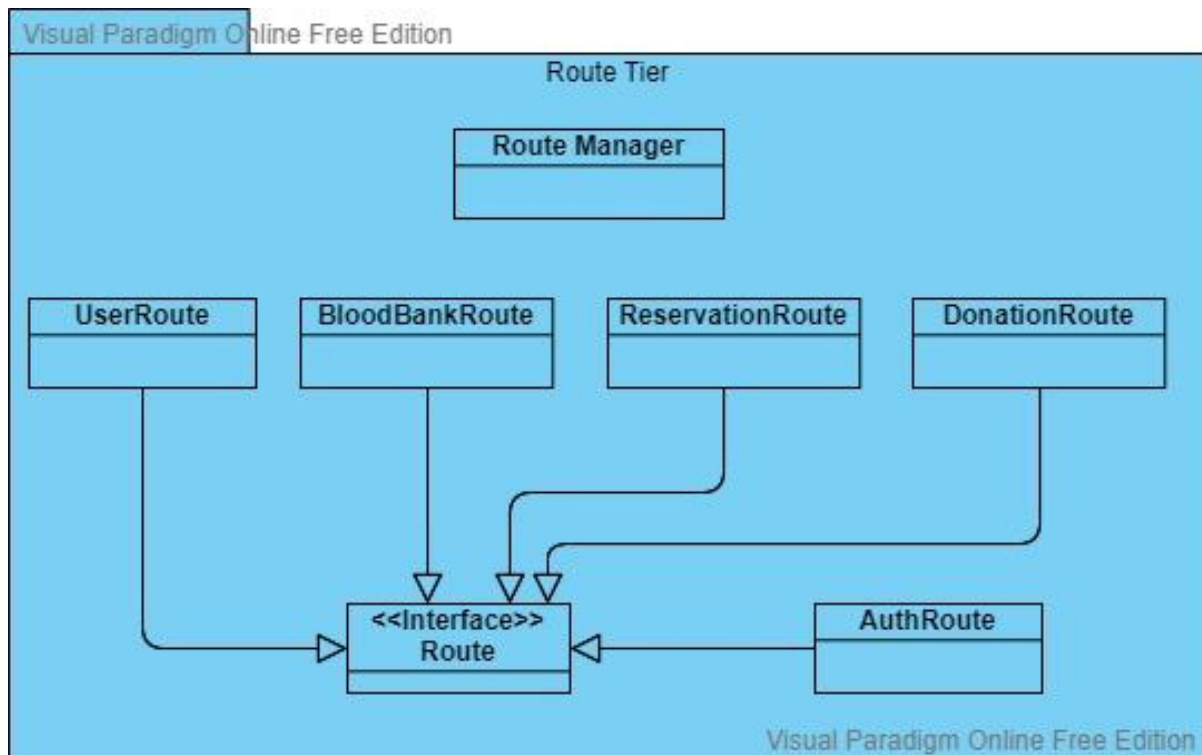 Visual Paradigm Online Free Edition
Route Tier
Route Manager
UserRoute
BloodBankRoute
ReservationRoute
DonationRoute
<<Interface>>
Route
AuthRoute
Visual Paradigm Online Free Edition